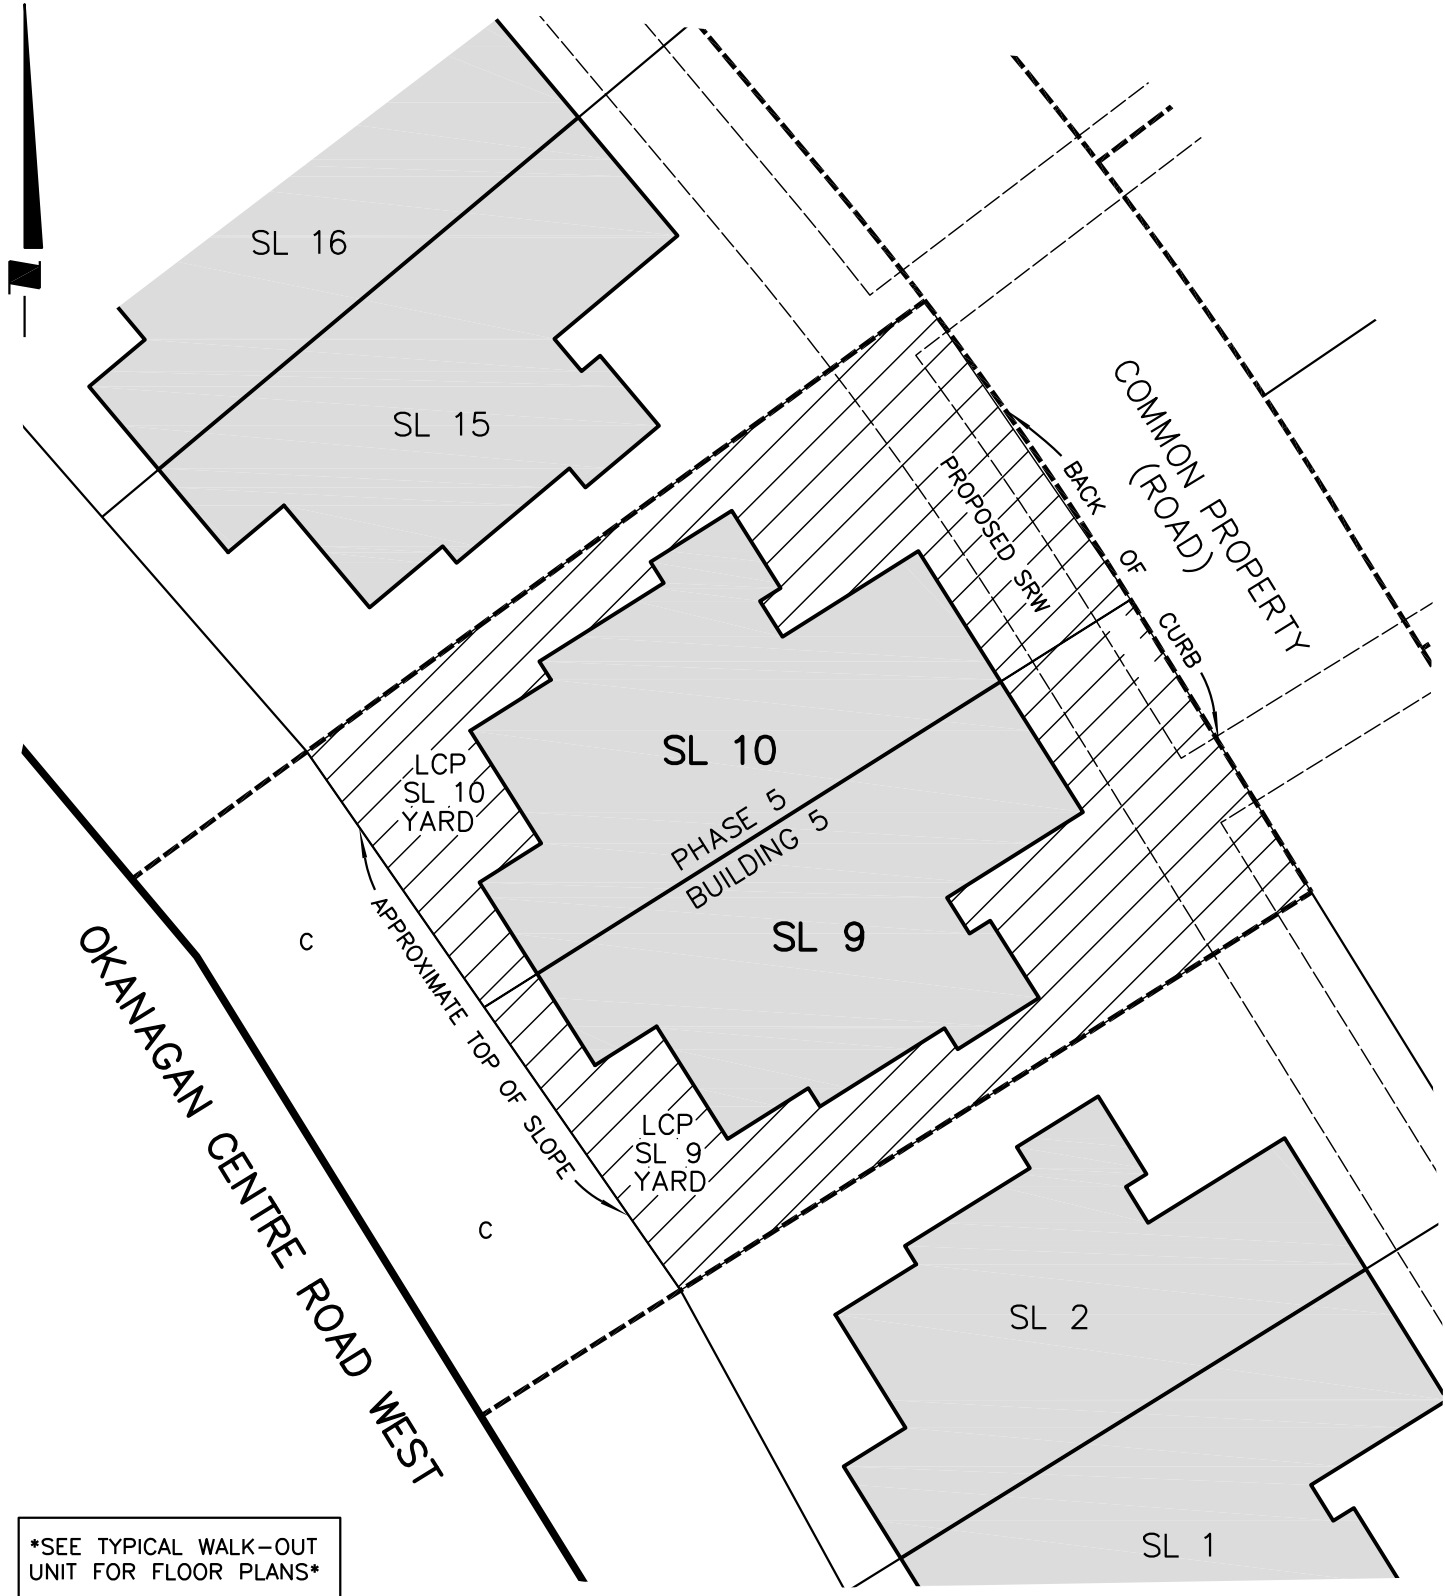 SL 16
SL 15
COMMON PROPERTY
(ROAD)
BACK OF CURB
PROPOSED SRW
LCP
SL 10
YARD
SL 10
PHASE 5
BUILDING 5
SL 9
APPROXIMATE TOP OF SLOPE
C
LCP
SL 9
YARD
C
OKANAGAN CENTRE ROAD WEST
SL 2
SL 1
*SEE TYPICAL WALK-OUT
UNIT FOR FLOOR PLANS*